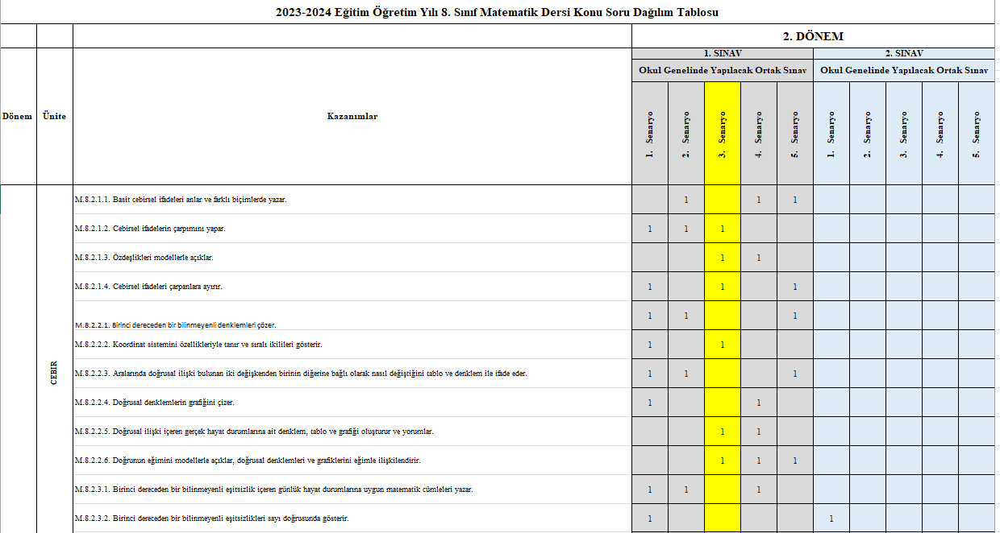 2023-2024 Eğitim Öğretim Yılı 8. Sınıf Matematik Dersi Konu Soru Dağılım Tablosu
2. DÖNEM
1. SINAV 2. SINAV
Okul Genelinde Yapılacak Ortak Sınav Okul Genelinde Yapılacak Ortak Sınav
Dönem Ünite Kazanımlar 1. Senaryo 2. Senaryo 3. Senaryo 4. Senaryo 5. Senaryo 1. Senaryo 2. Senaryo 3. Senaryo 4. Senaryo 5. Senaryo
CEBİR
M.8.2.1.1. Basit cebirsel ifadeleri anlar ve farklı biçimlerde yazar. 1 1 1
M.8.2.1.2. Cebirsel ifadelerin çarpımını yapar. 1 1 1
M.8.2.1.3. Özdeşlikleri modellerle açıklar. 1 1
M.8.2.1.4. Cebirsel ifadeleri çarpanlara ayırır. 1 1 1
M.8.2.2.1. Birinci dereceden bir bilinmeyenli denklemleri çözer. 1 1 1
M.8.2.2.2. Koordinat sistemini özellikleriyle tanır ve sıralı ikilileri gösterir. 1 1
M.8.2.2.3. Aralarında doğrusal ilişki bulunan iki değişkenden birinin diğerine bağlı olarak nasıl değiştiğini tablo ve denklem ile ifade eder. 1 1 1
M.8.2.2.4. Doğrusal denklemlerin grafiğini çizer. 1 1
M.8.2.2.5. Doğrusal ilişki içeren gerçek hayat durumlarına ait denklem, tablo ve grafiği oluşturur ve yorumlar. 1 1
M.8.2.2.6. Doğrunun eğimini modellerle açıklar, doğrusal denklemleri ve grafiklerini eğimle ilişkilendirir. 1 1 1
M.8.2.3.1. Birinci dereceden bir bilinmeyenli eşitsizlik içeren günlük hayat durumlarına uygun matematik cümleleri yazar. 1 1 1
M.8.2.3.2. Birinci dereceden bir bilinmeyenli eşitsizlikleri sayı doğrusunda gösterir. 1 1